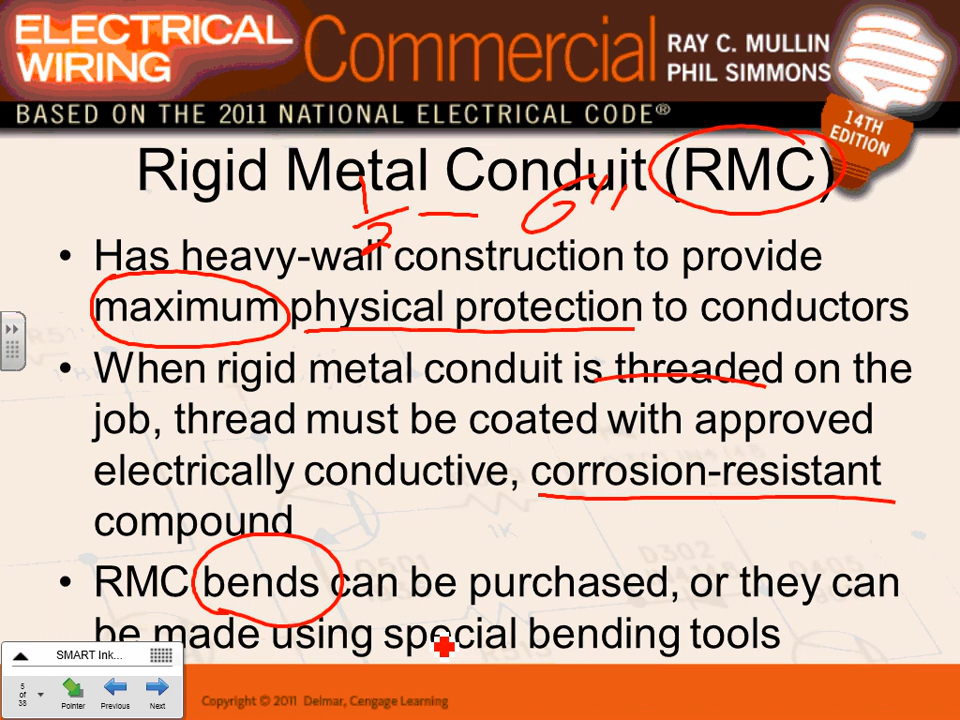 ELECTRICAL
WIRING
Commercial
RAY C. MULLIN
PHIL SIMMONS
BASED ON THE 2011 NATIONAL ELECTRICAL CODE®
14TH
EDITION
Rigid Metal Conduit (RMC)
1/2 — 6"
• Has heavy-wall construction to provide
maximum physical protection to conductors
• When rigid metal conduit is threaded on the
job, thread must be coated with approved
electrically conductive, corrosion-resistant
compound
• RMC bends can be purchased, or they can
be made using special bending tools
SMART Ink...
5
of
38
Pointer
Previous
Next
Copyright © 2011 Delmar, Cengage Learning